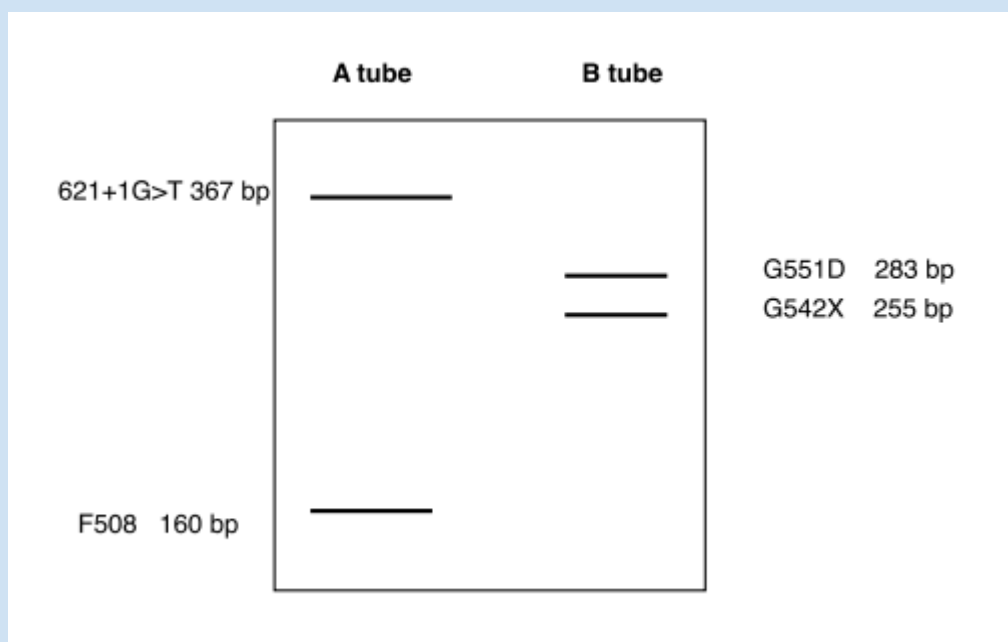 A tube B tube
621+1G>T 367 bp
G551D 283 bp
G542X 255 bp
F508 160 bp